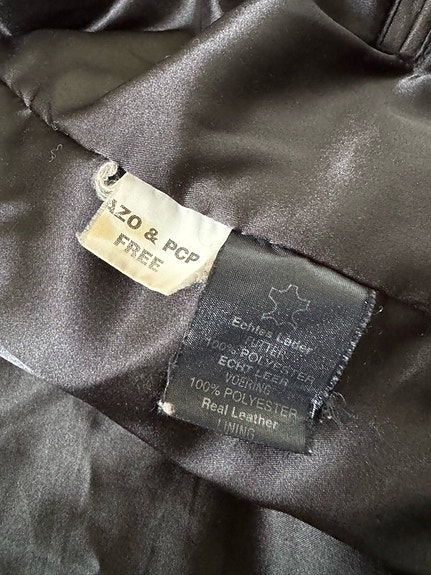 AZO & PCP
FREE
Echtes Leder
FUTTER
100% POLYESTER
ECHT LEER
VOERING
100% POLYESTER
Real Leather
LINING